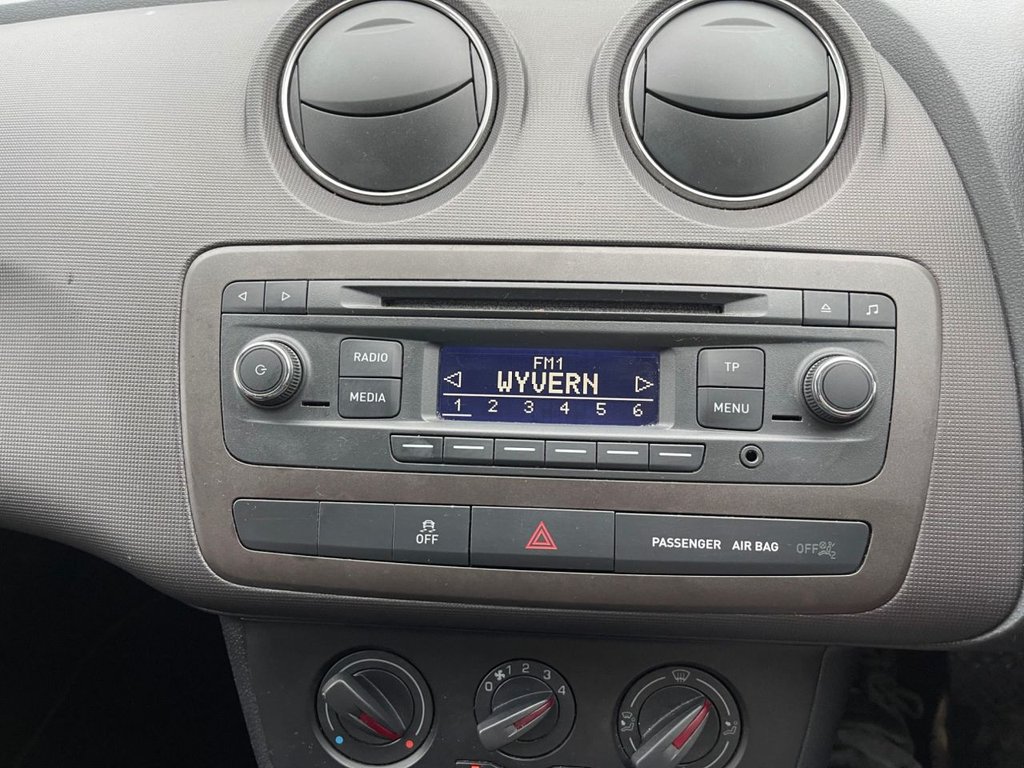 RADIO
MEDIA
FM1
WYVERN
1 2 3 4 5 6
TP
MENU
OFF
PASSENGER AIR BAG OFF
0 1 2 3 4